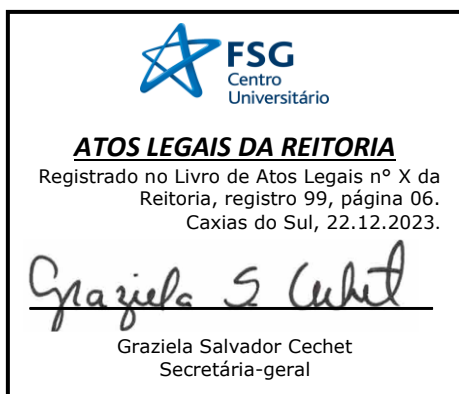 FSG
Centro
Universitário
ATOS LEGAIS DA REITORIA
Registrado no Livro de Atos Legais nº X da
Reitoria, registro 99, página 06.
Caxias do Sul, 22.12.2023.
Graziela S Cechet
Graziela Salvador Cechet
Secretária-geral